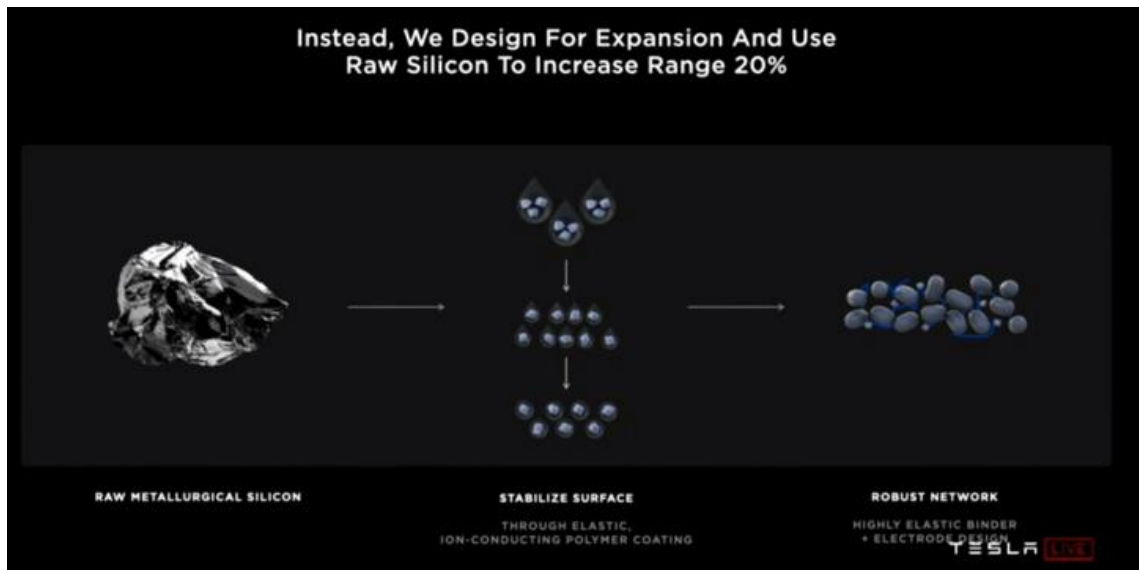 Instead, We Design For Expansion And Use
Raw Silicon To Increase Range 20%
RAW METALLURGICAL SILICON
STABILIZE SURFACE
THROUGH ELASTIC,
ION-CONDUCTING POLYMER COATING
ROBUST NETWORK
HIGHLY ELASTIC BINDER
+ ELECTRODE DESIGN
TESLA LIVE